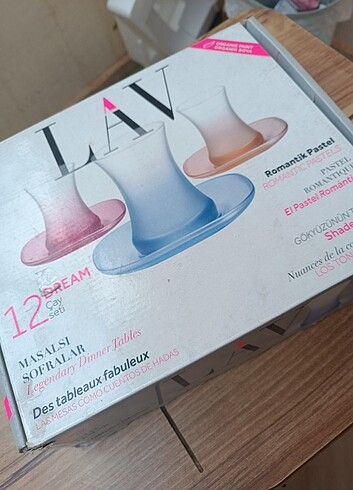 ORGANIC PAINT
ORGANİK BOYA
LAV
Romantik Pastel
ROMANTIC PASTELS
PASTEL
ROMANTIQUE
El Pastel Romántic
GÖKYÜZÜNÜN
Shade
Nuances de la c
LOS TON
12 DREAM
Çay
seti
MASALSI
SOFRALAR
Legendary Dinner Tables
Des tableaux fabuleux
LAS MESAS COMO CUENTOS DE HADAS
LAV